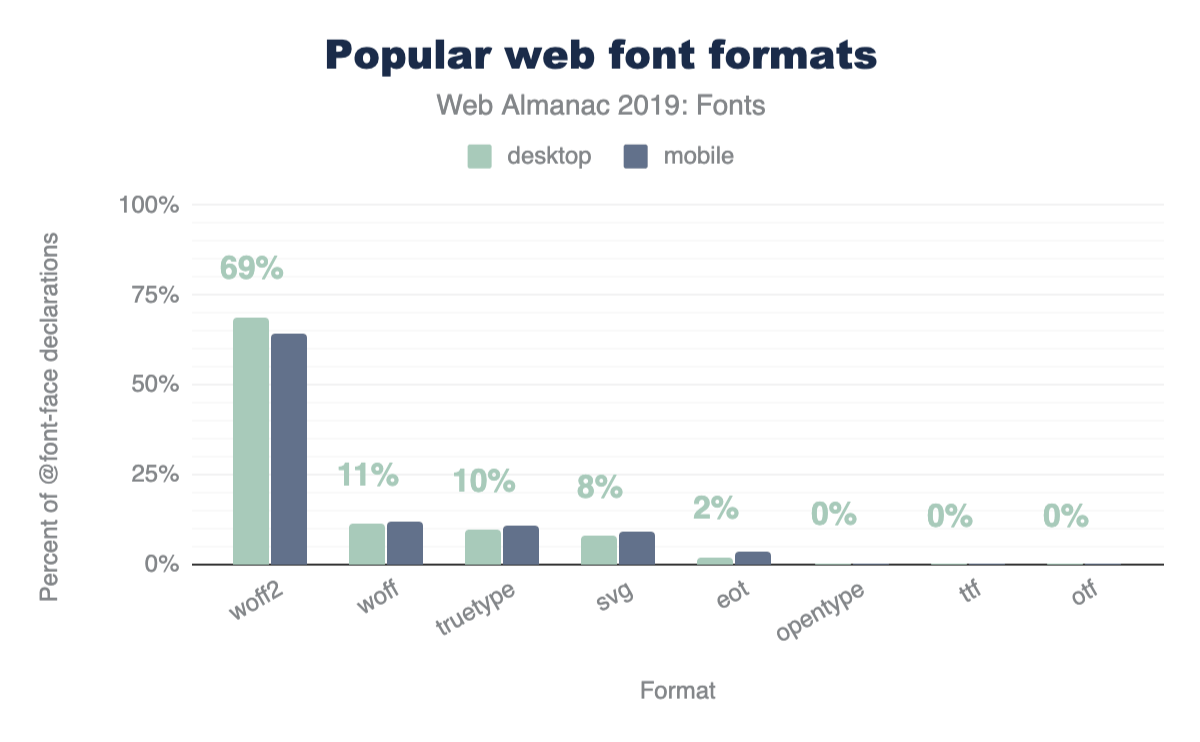 Popular web font formats
Web Almanac 2019: Fonts
desktop
mobile
Percent of @font-face declarations
100%
75%
50%
25%
0%
69%
11%
10%
8%
2%
0%
0%
0%
woff2
woff
truetype
svg
eot
opentype
ttf
otf
Format